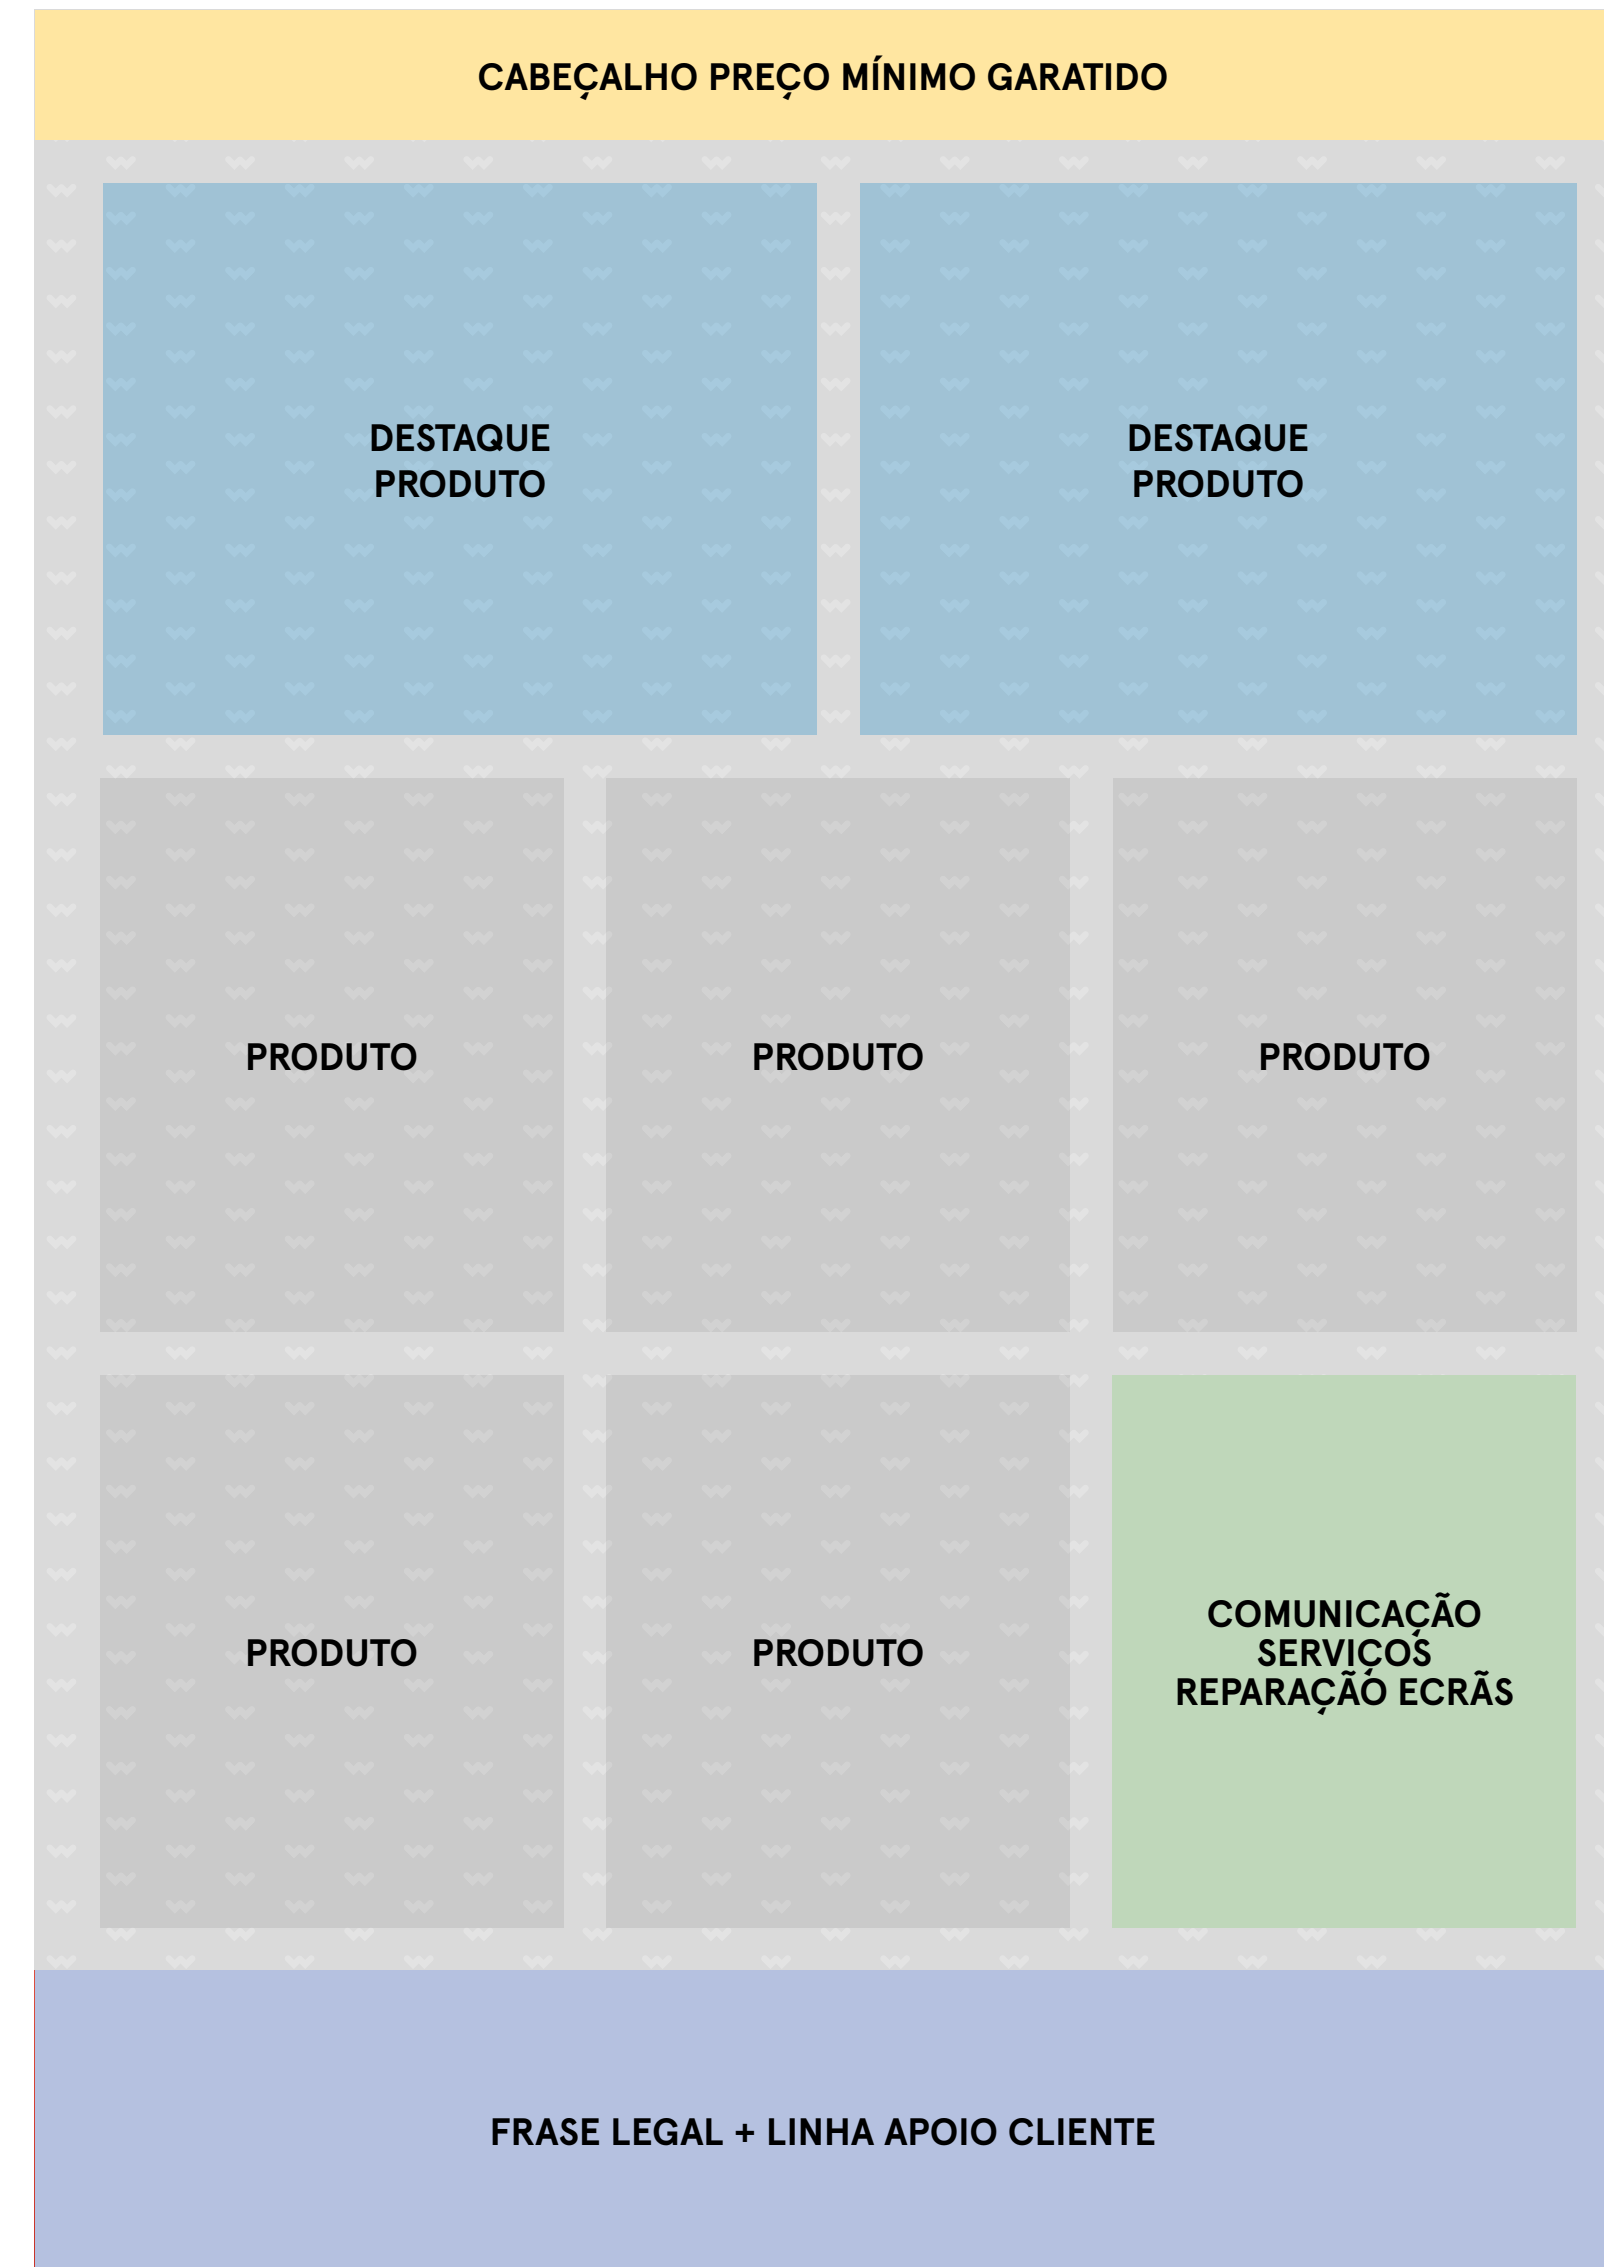 CABEÇALHO PREÇO MÍNIMO GARATIDO
DESTAQUE
PRODUTO
DESTAQUE
PRODUTO
PRODUTO
PRODUTO
PRODUTO
PRODUTO
PRODUTO
COMUNICAÇÃO
SERVIÇOS
REPARAÇÃO ECRÃS
FRASE LEGAL + LINHA APOIO CLIENTE